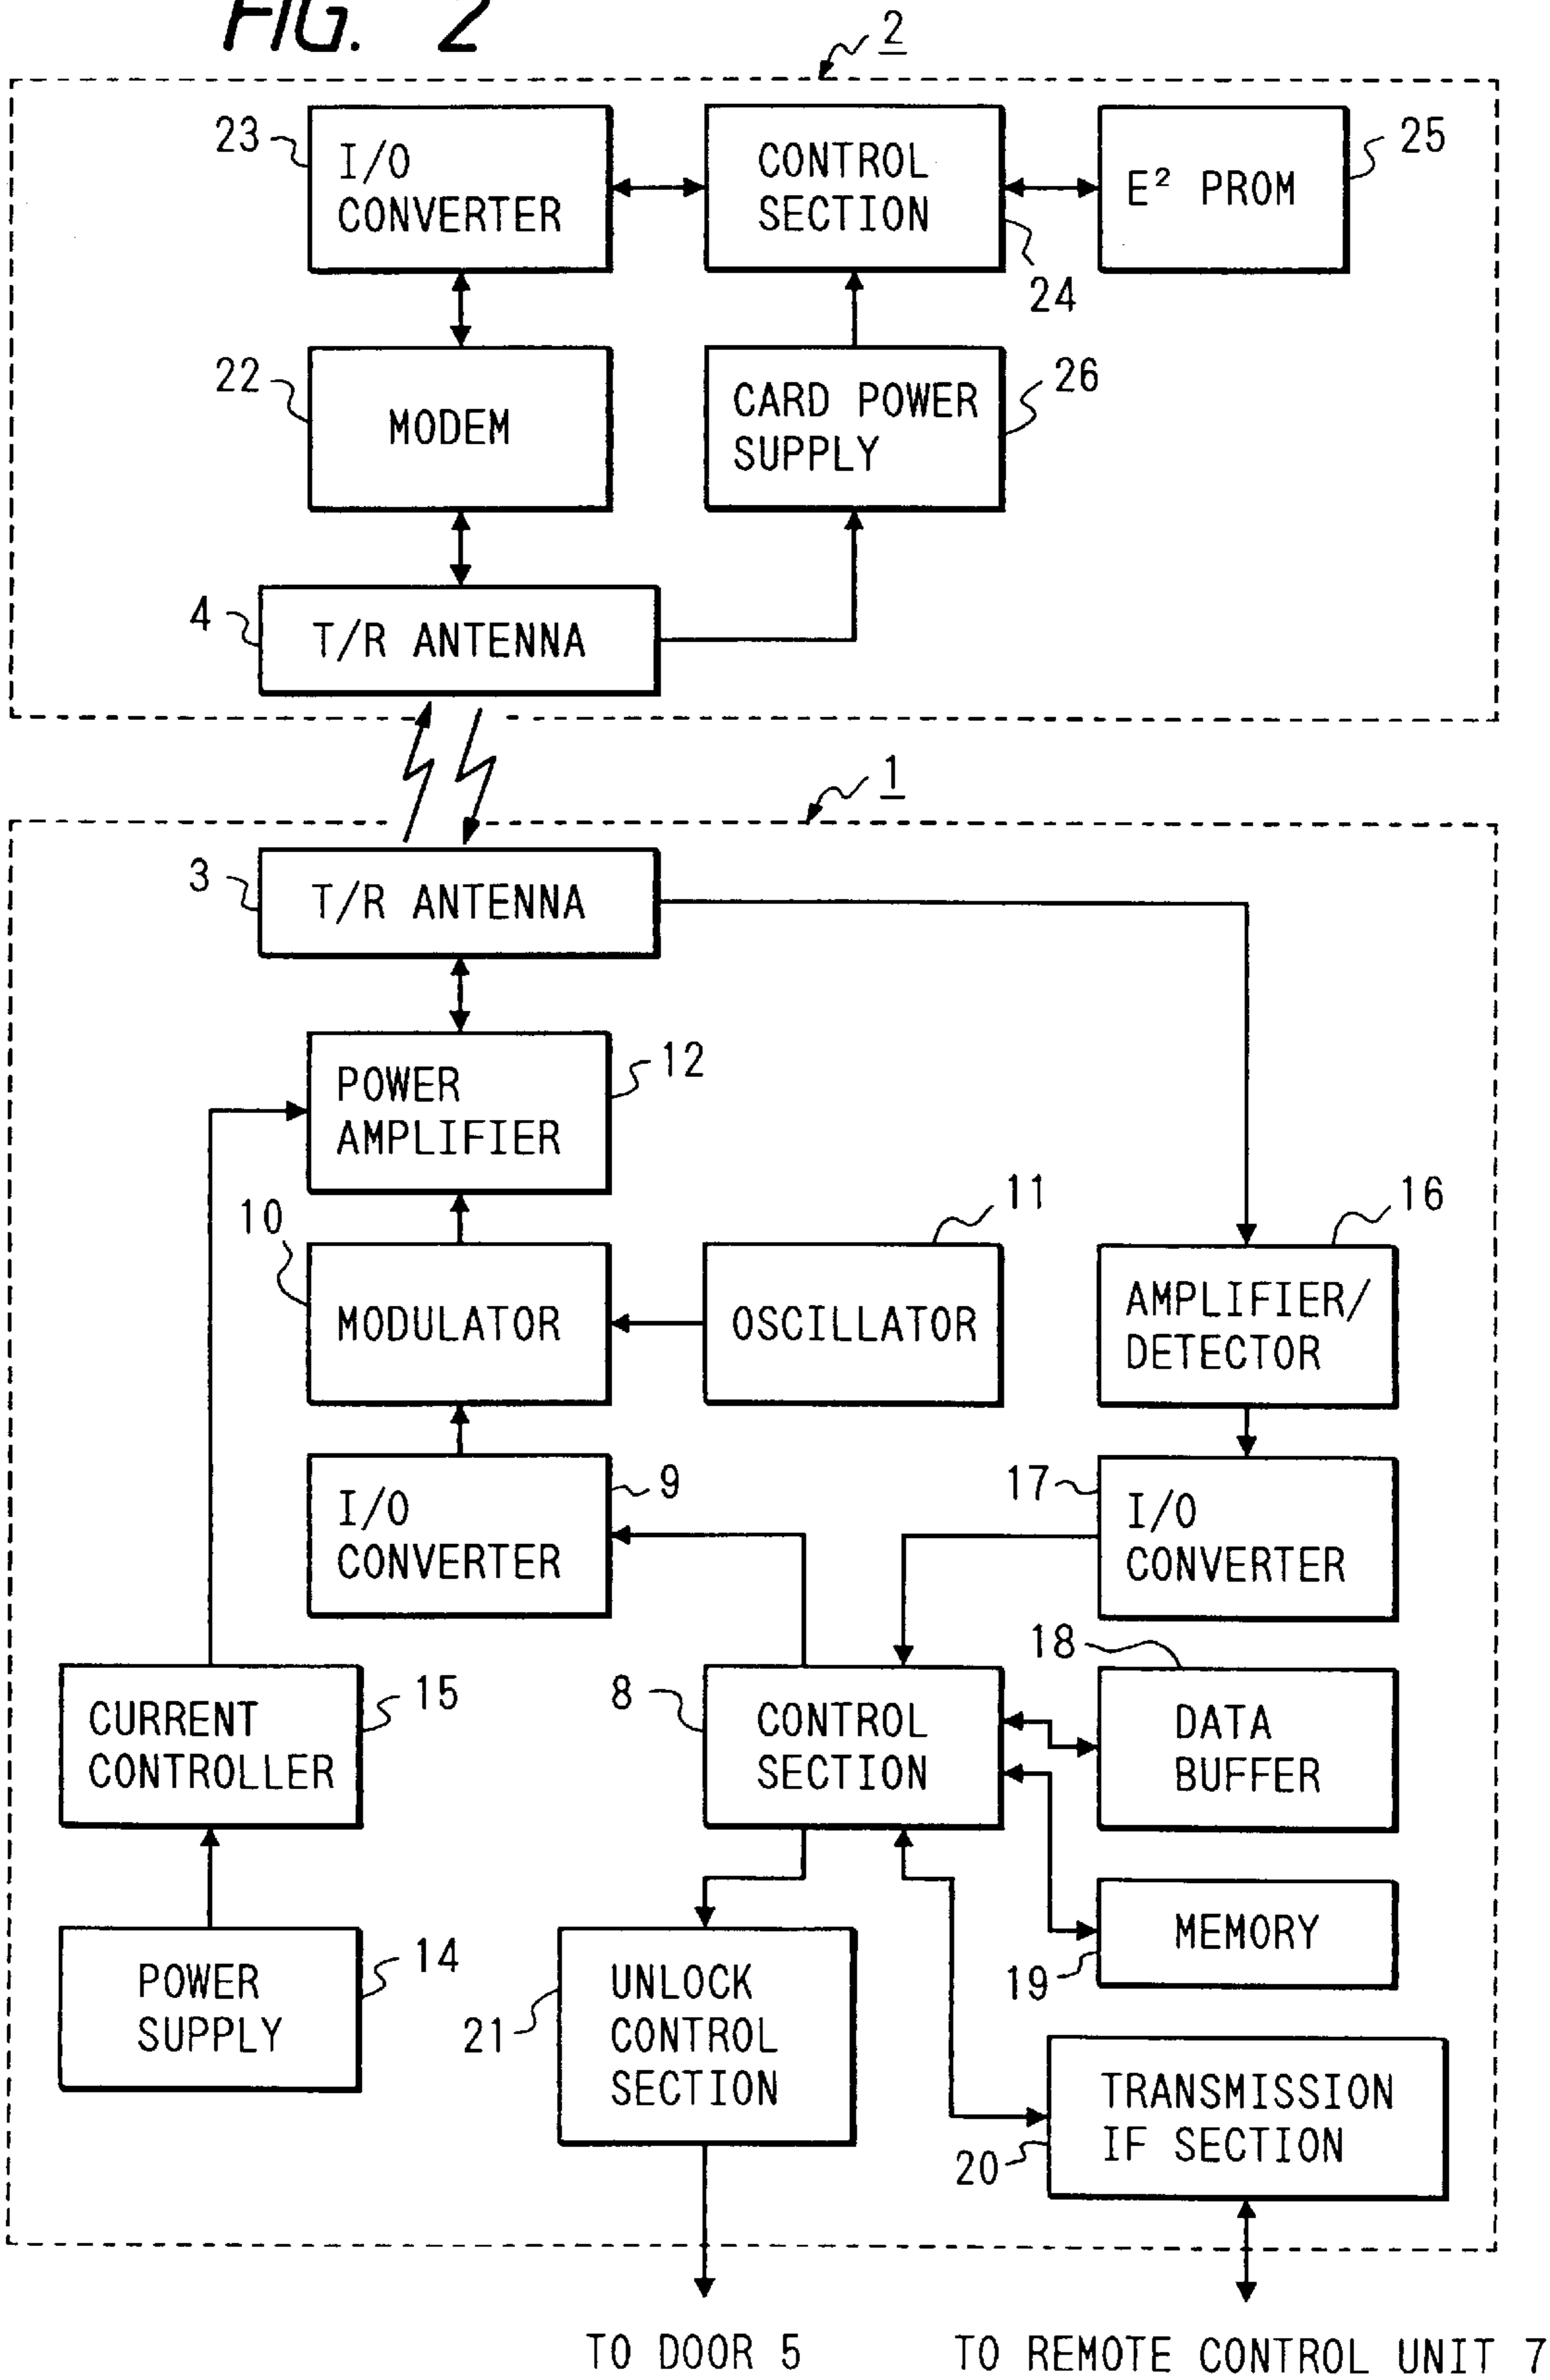 FIG. 2
2
23
I/O
CONVERTER
CONTROL
SECTION
24
E² PROM
25
22
MODEM
CARD POWER
SUPPLY
26
4
T/R ANTENNA
1
3
T/R ANTENNA
POWER
AMPLIFIER
12
10
MODULATOR
11
OSCILLATOR
16
AMPLIFIER/
DETECTOR
I/O
CONVERTER
9
17
I/O
CONVERTER
CURRENT
CONTROLLER
15
8
CONTROL
SECTION
18
DATA
BUFFER
MEMORY
19
POWER
SUPPLY
14
21
UNLOCK
CONTROL
SECTION
TRANSMISSION
IF SECTION
20
TO DOOR 5
TO REMOTE CONTROL UNIT 7